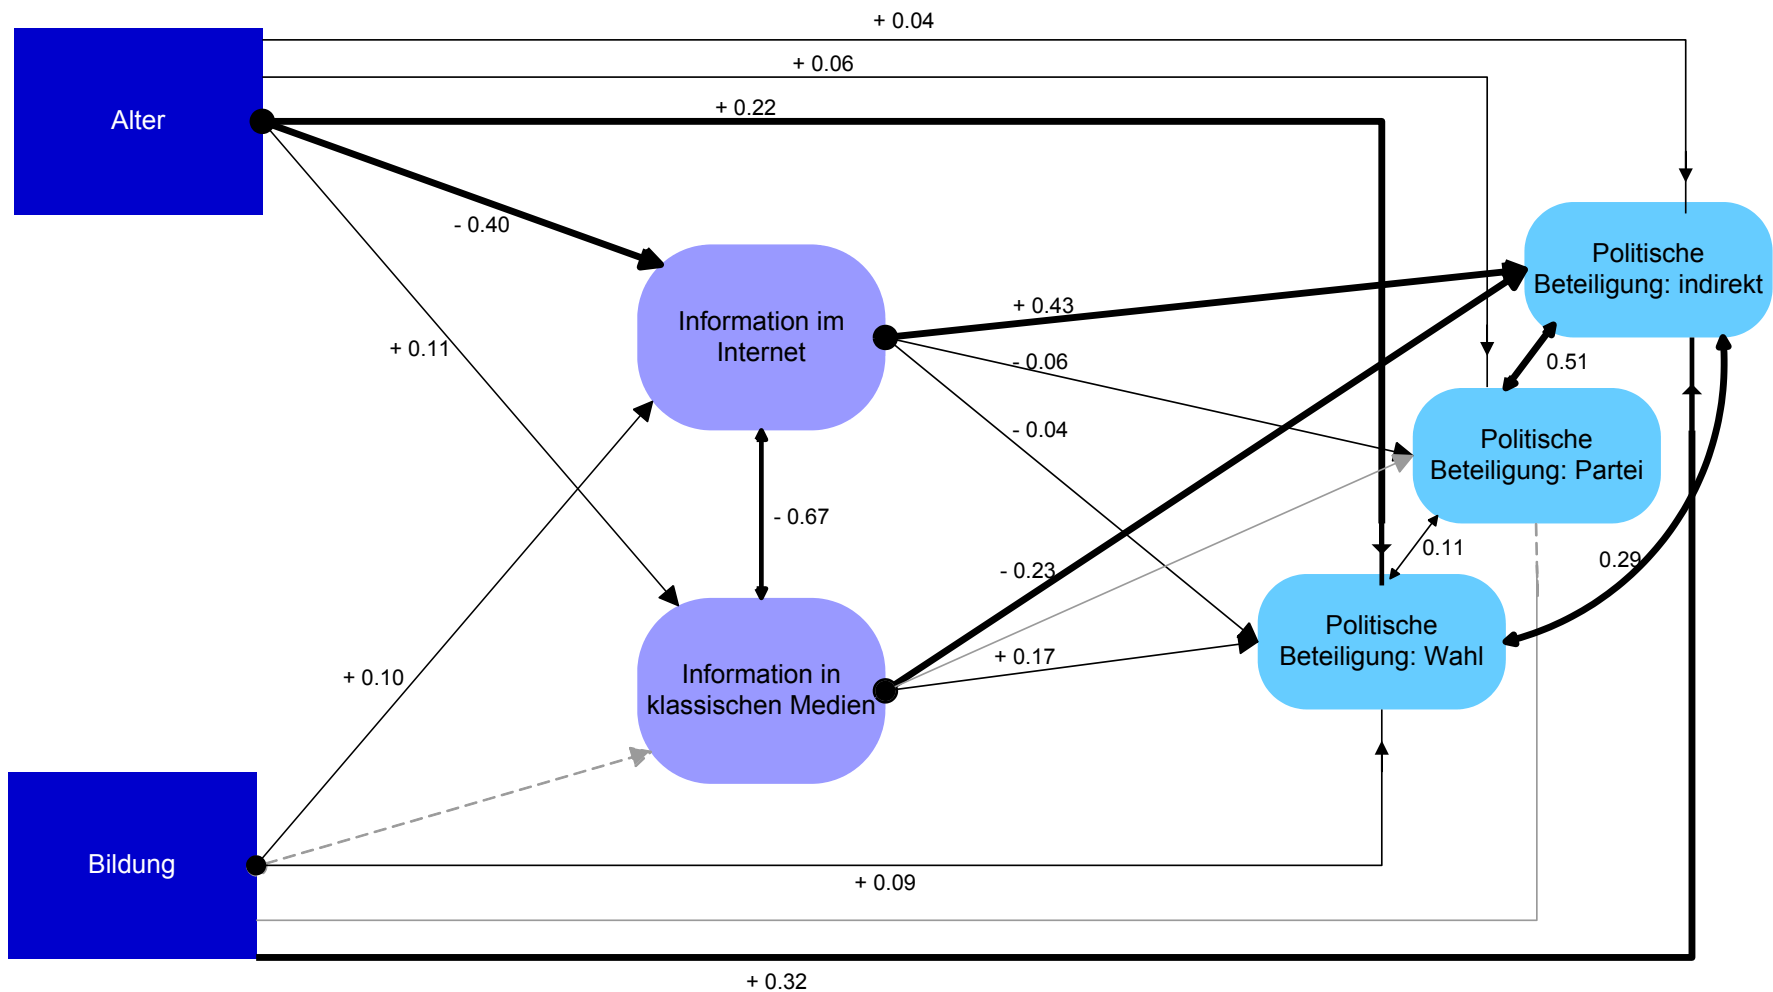 + 0.04
+ 0.06
+ 0.22
Alter
- 0.40
Politische
Beteiligung: indirekt
+ 0.43
Information im
Internet
+ 0.11
- 0.06
0.51
- 0.04
Politische
Beteiligung: Partei
- 0.67
0.11
0.29
- 0.23
Politische
Beteiligung: Wahl
+ 0.17
+ 0.10
Information in
klassischen Medien
Bildung
+ 0.09
+ 0.32